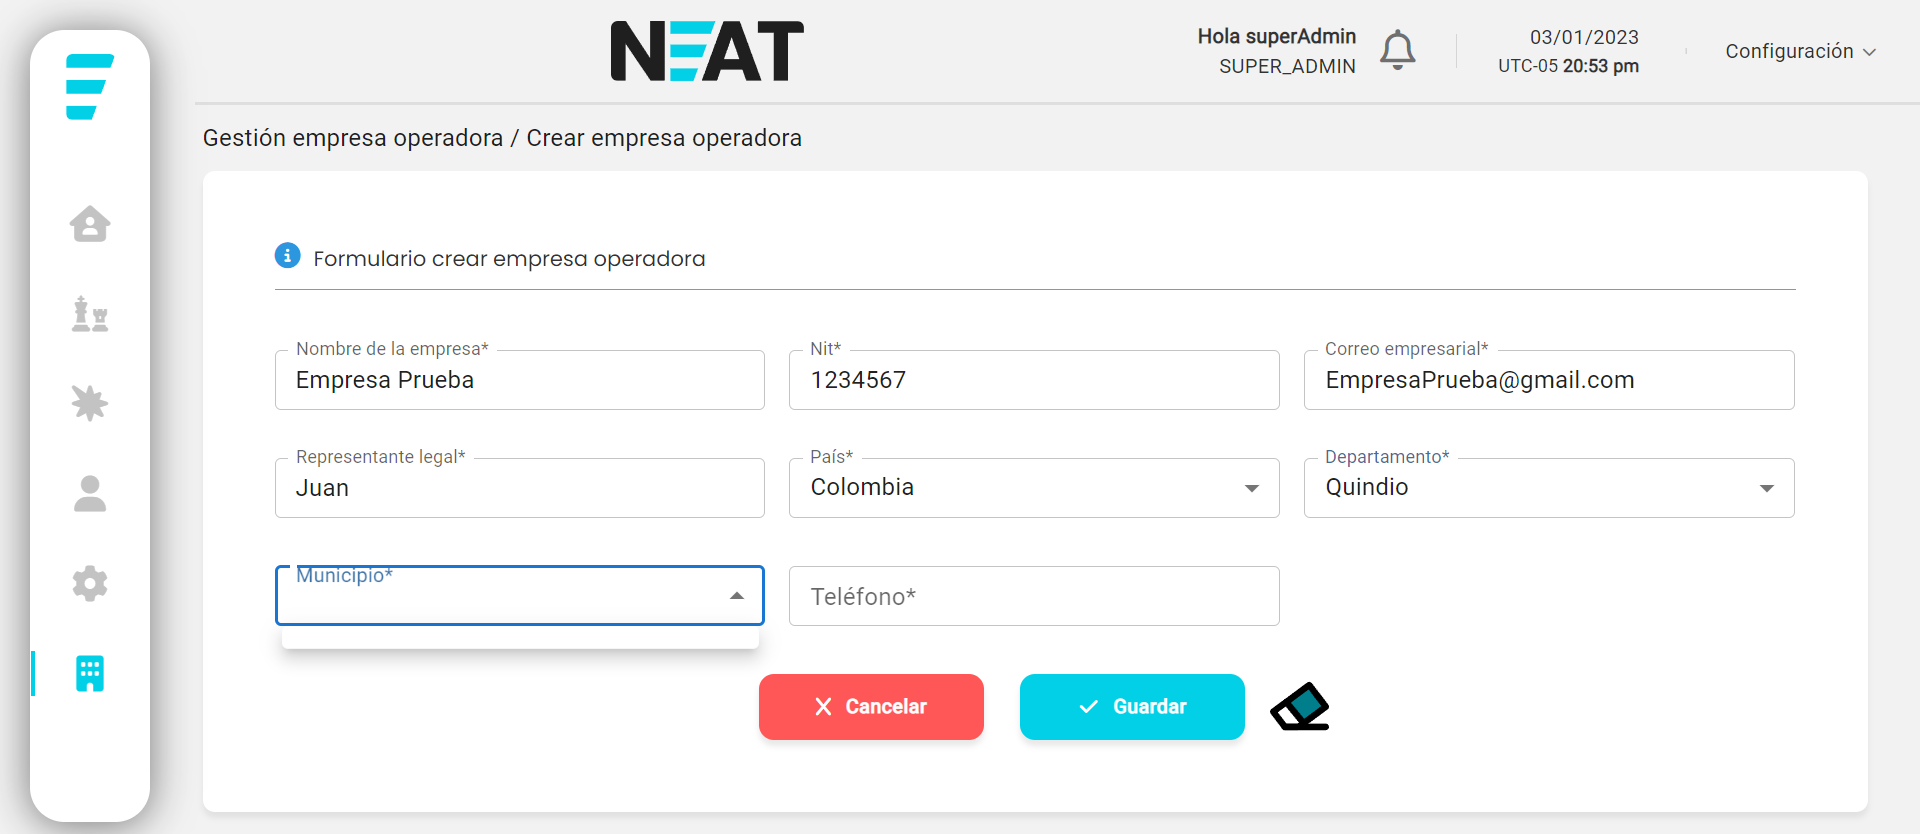 NEAT
Hola superAdmin
SUPER_ADMIN
03/01/2023
UTC-05 20:53 pm
Configuración
Gestión empresa operadora / Crear empresa operadora
Formulario crear empresa operadora
Nombre de la empresa*
Empresa Prueba
Nit*
1234567
Correo empresarial*
EmpresaPrueba@gmail.com
Representante legal*
Juan
País*
Colombia
Departamento*
Quindio
Municipio*
Teléfono*
Cancelar
Guardar